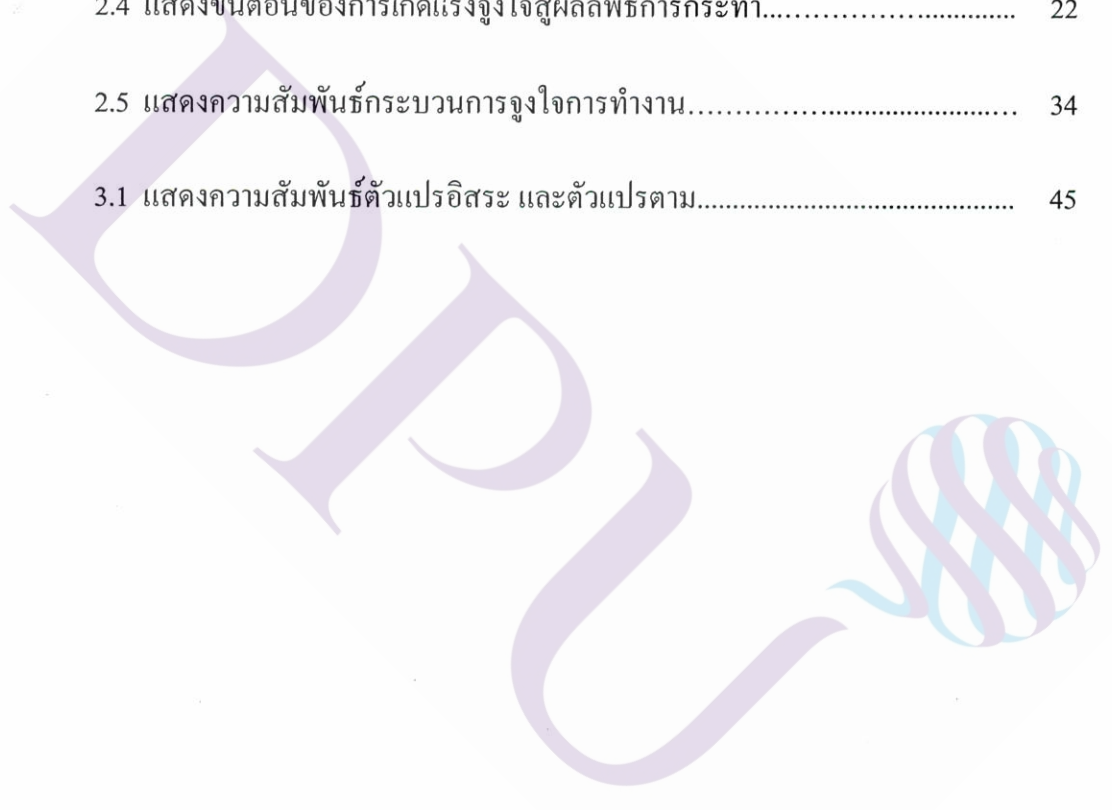 2.4 แสดงขั้นตอนของการเกิดแรงจูงใจสู่ผลลัพธ์การกระทำ........................... 22
2.5 แสดงความสัมพันธ์กระบวนการจูงใจการทำงาน....................................... 34
3.1 แสดงความสัมพันธ์ตัวแปรอิสระ และตัวแปรตาม........................................... 45
DPU